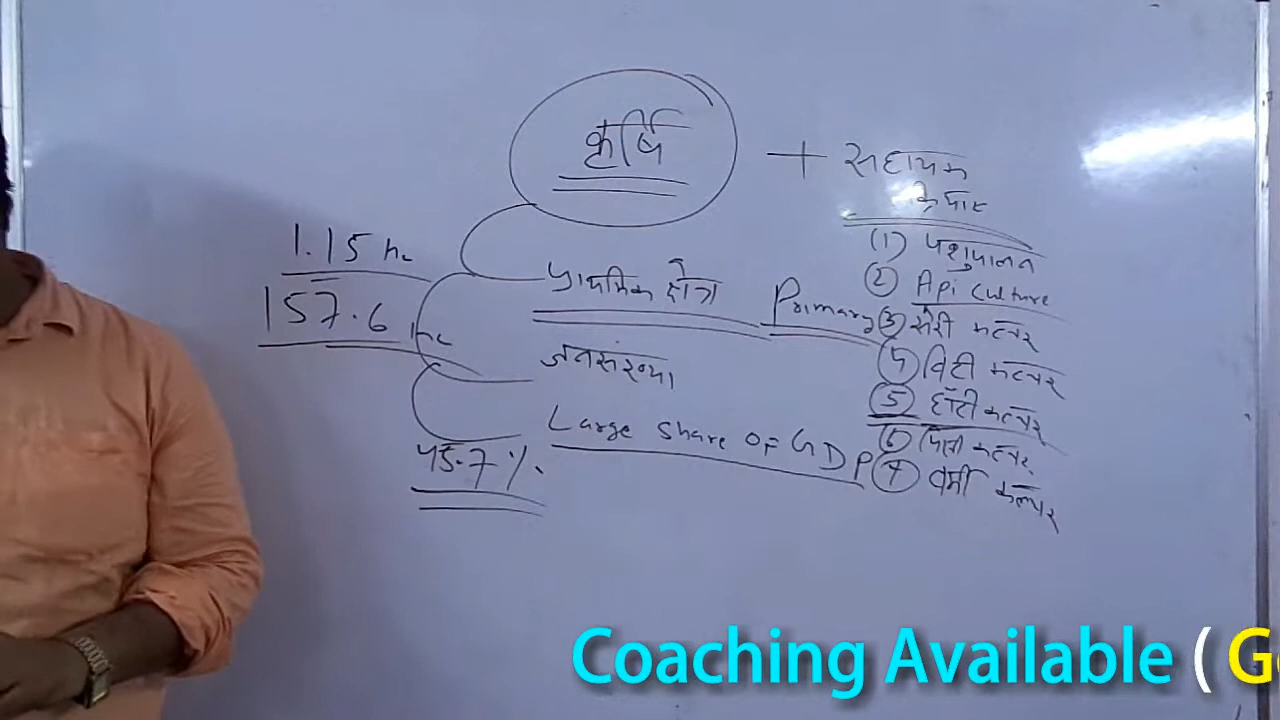 कृर्षि
+ सहायक
1.15 hc
157.6 hc
प्राथमिक क्षेत्र
Primary
जनसंख्या
Large share of GDP
45.7%
(1) पशुपालन
(2) Api Culture
(3) सेरी कल्चर
(4) विटी कल्चर
(5) हॉर्टी कल्चर
(6) कल्चर
(7) वर्मी कल्चर
Coaching Available ( G